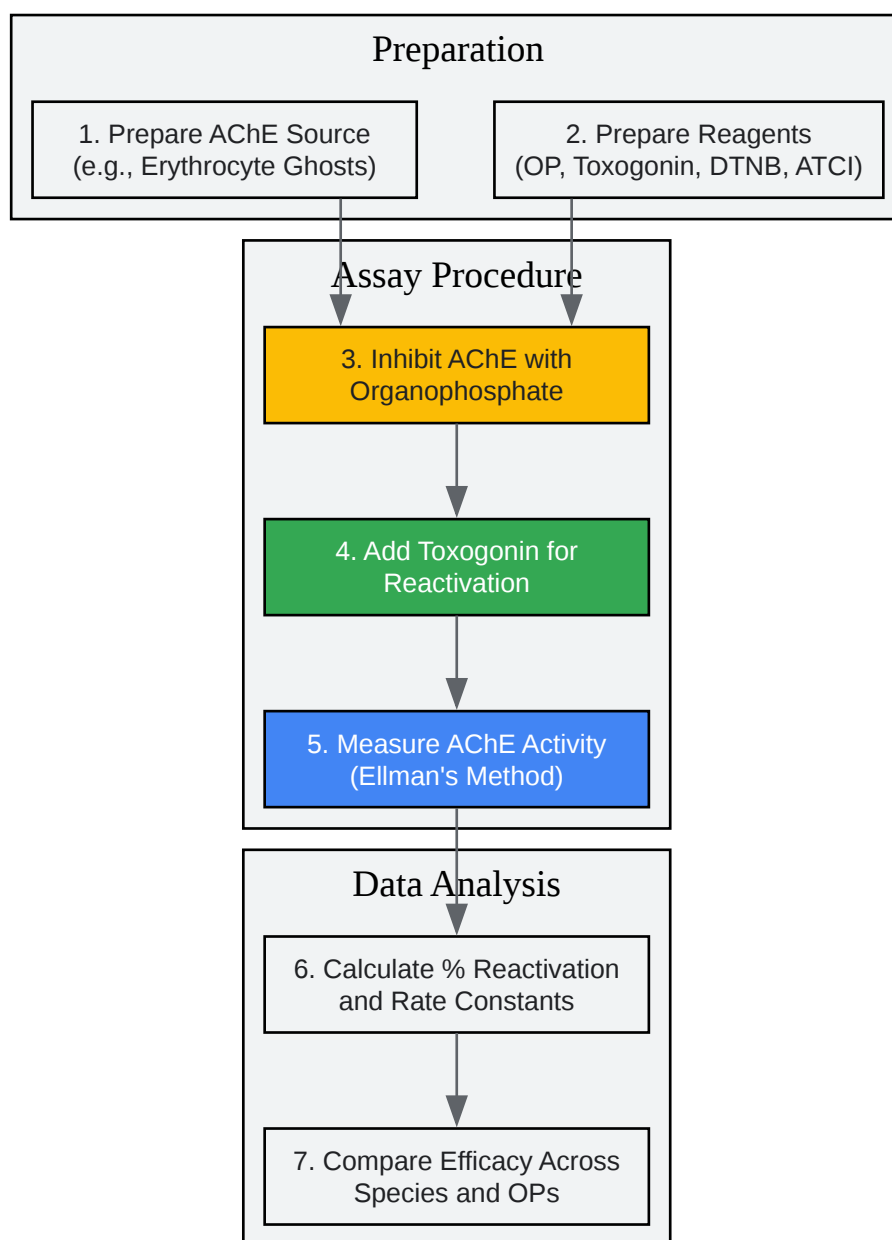 Preparation
1. Prepare AChE Source
(e.g., Erythrocyte Ghosts)
2. Prepare Reagents
(OP, Toxogonin, DTNB, ATCI)
Assay Procedure
3. Inhibit AChE with
Organophosphate
4. Add Toxogonin for
Reactivation
5. Measure AChE Activity
(Ellman's Method)
Data Analysis
6. Calculate % Reactivation
and Rate Constants
7. Compare Efficacy Across
Species and OPs